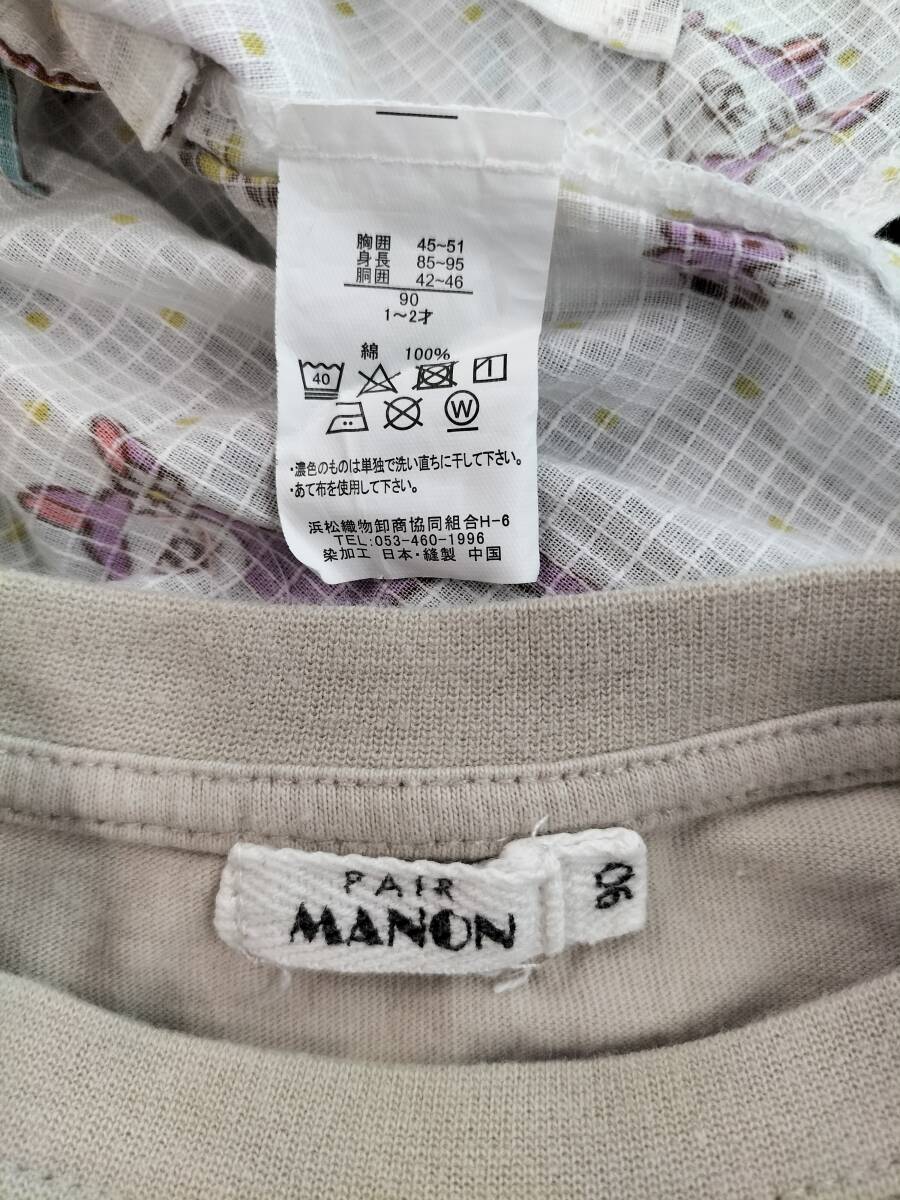 胸囲 45~51
身長 85~95
胴囲 42~46
90
1~2才
綿 100%
40
W
・濃色のものは単独で洗い直ちに干して下さい。
・あて布を使用して下さい。
浜松織物卸商協同組合H-6
TEL:053-460-1996
染加工 日本・縫製 中国
PAIR
MANON
90